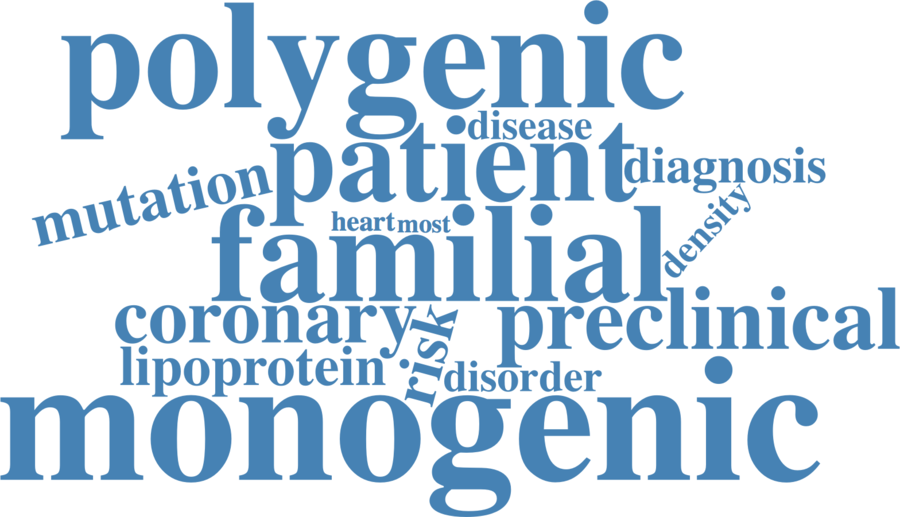 polygenic
disease
patient
diagnosis
mutation
density
heart most
familial
coronary
preclinical
risk
lipoprotein
disorder
monogenic